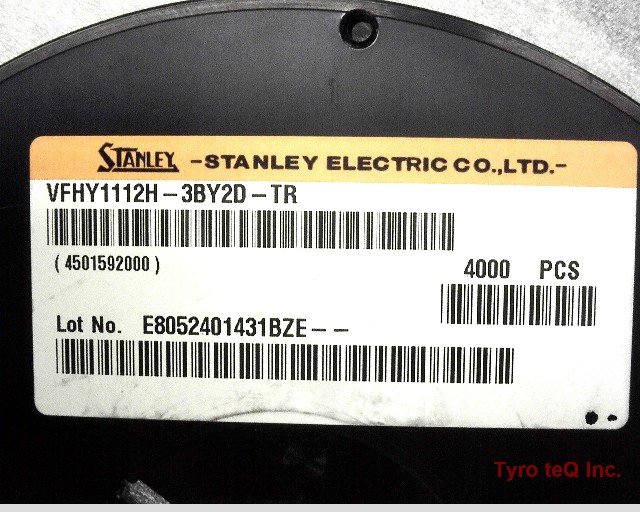 STANLEY -STANLEY ELECTRIC CO.,LTD.-
VFHY1112H-3BY2D-TR
(4501592000)
4000 PCS
Lot No. E8052401431BZE--
Tyro teQ Inc.